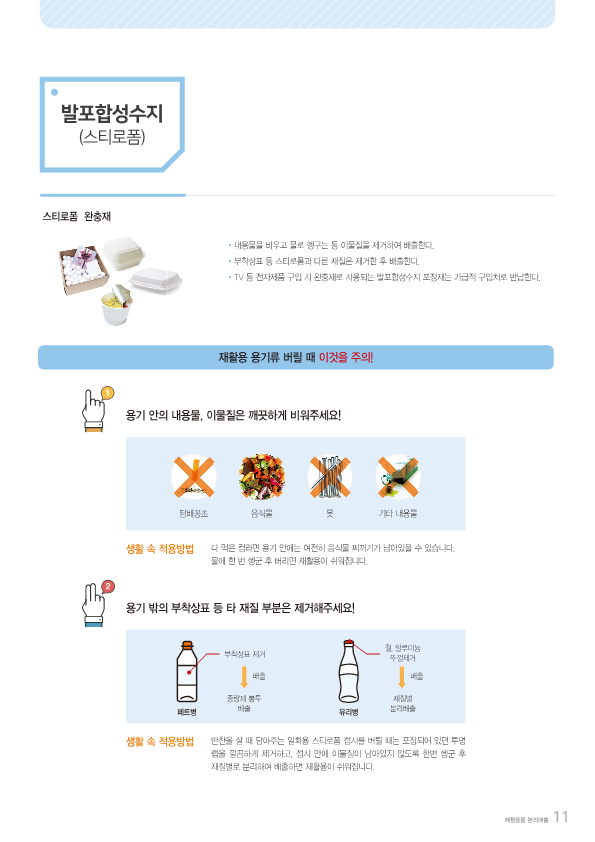 발포합성수지
(스티로폼)
스티로폼 완충재
• 내용물을 비우고 물로 헹구는 등 이물질을 제거하여 배출한다.
• 부착상표 등 스티로폼과 다른 재질은 제거한 후 배출한다.
• TV 등 전자제품 구입 시 완충재로 사용되는 발포합성수지 포장재는 가급적 구입처로 반납한다.
재활용 용기류 버릴 때 이것을 주의!
1
용기 안의 내용물, 이물질은 깨끗하게 비워주세요!
담배꽁초
음식물
못
기타 내용물
생활 속 적용방법
다 먹은 컵라면 용기 안에는 여전히 음식물 찌꺼기가 남아있을 수 있습니다.
물에 한 번 헹군 후 버리면 재활용이 쉬워집니다.
2
용기 밖의 부착상표 등 타 재질 부분은 제거해주세요!
부착상표 제거
배출
종량제 봉투
배출
페트병
철, 알루미늄
뚜껑제거
배출
재질별
분리배출
유리병
생활 속 적용방법
반찬을 살 때 담아주는 일회용 스티로폼 접시를 버릴 때는 포장되어 있던 투명
랩을 깔끔하게 제거하고, 접시 안에 이물질이 남아있지 않도록 한번 헹군 후
재질별로 분리하여 배출하면 재활용이 쉬워집니다.
재활용품 분리배출 11